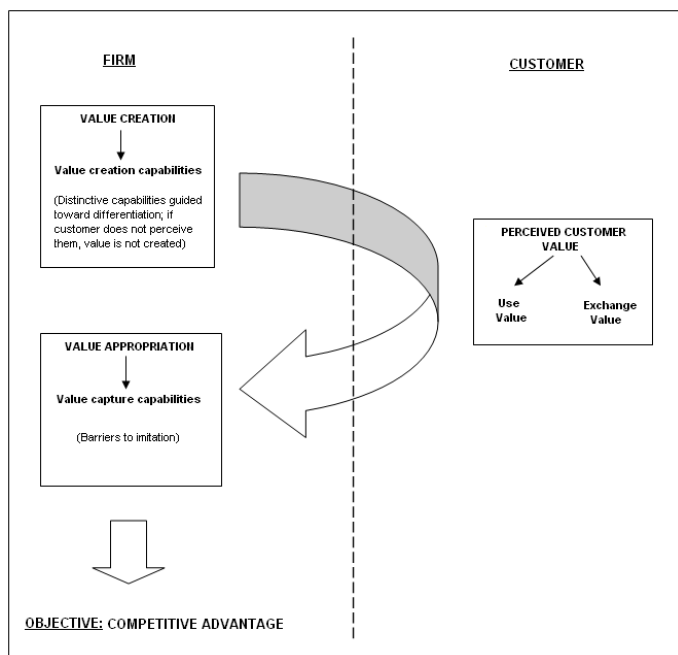 FIRM
VALUE CREATION
Value creation capabilities
(Distinctive capabilities guided
toward differentiation; if
customer does not perceive
them, value is not created)
VALUE APPROPRIATION
Value capture capabilities
(Barriers to imitation)
OBJECTIVE: COMPETITIVE ADVANTAGE
CUSTOMER
PERCEIVED CUSTOMER
VALUE
Use
Value
Exchange
Value